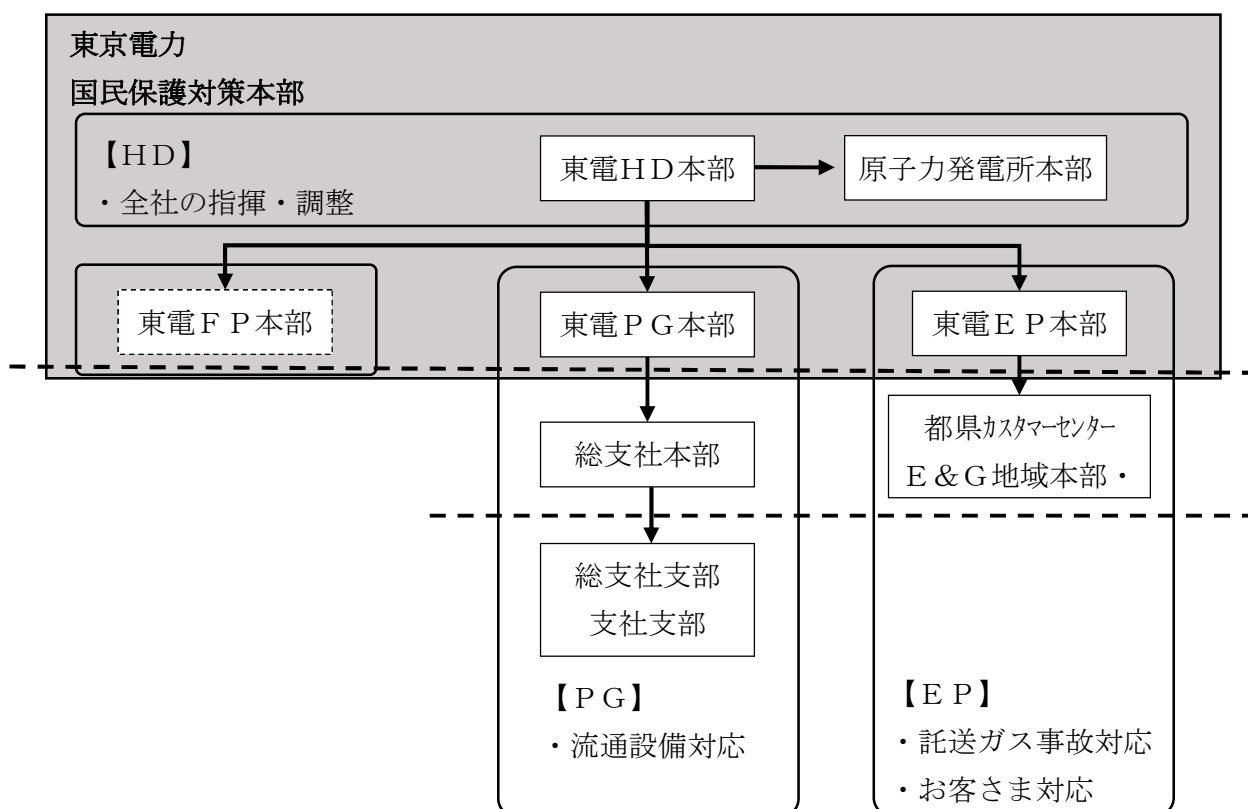 東京電力
国民保護対策本部
【ＨＤ】
・全社の指揮・調整
東電ＨＤ本部
原子力発電所本部
東電ＦＰ本部
東電ＰＧ本部
東電ＥＰ本部
総支社本部
都県ｶｽﾀﾏｰｾﾝﾀｰ
Ｅ＆Ｇ地域本部・
総支社支部
支社支部
【ＰＧ】
・流通設備対応
【ＥＰ】
・託送ガス事故対応
・お客さま対応